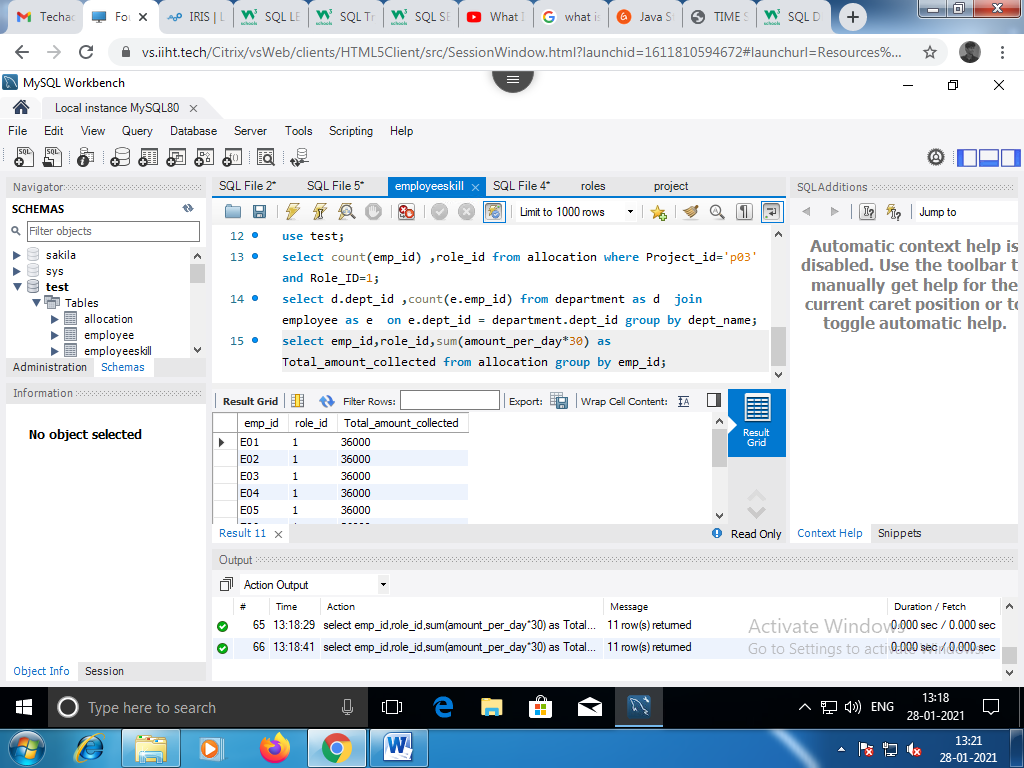 Techac
Fou
IRIS | L
SQL LE
SQL Tr
SQL SE
What I
what is
Java S
TIME S
SQL D
vs.iiht.tech/Citrix/vsWeb/clients/HTML5Client/src/SessionWindow.html?launchid=1611810594672#launchurl=Resources%...
MySQL Workbench
Local instance MySQL80
File Edit View Query Database Server Tools Scripting Help
Navigator
SCHEMAS
Filter objects
sakila
sys
test
Tables
allocation
employee
employeeskill
Administration Schemas
Information
No object selected
Object Info Session
SQL File 2* SQL File 5* employeeskill SQL File 4* roles project
Limit to 1000 rows
12 use test;
13 select count(emp_id) ,role_id from allocation where Project_id='p03'
and Role_ID=1;
14 select d.dept_id ,count(e.emp_id) from department as d join
employee as e on e.dept_id = department.dept_id group by dept_name;
15 select emp_id,role_id,sum(amount_per_day*30) as
Total_amount_collected from allocation group by emp_id;
Result Grid Filter Rows: Export: Wrap Cell Content:
emp_id role_id Total_amount_collected
E01 1 36000
E02 1 36000
E03 1 36000
E04 1 36000
E05 1 36000
Result Grid
Result 11
Read Only
SQLAdditions
Jump to
Automatic context help is
disabled. Use the toolbar t
manually get help for the
current caret position or to
toggle automatic help.
Context Help Snippets
Output
Action Output
# Time Action Message Duration / Fetch
65 13:18:29 select emp_id,role_id,sum(amount_per_day*30) as Total... 11 row(s) returned 0.000 sec / 0.000 sec
66 13:18:41 select emp_id,role_id,sum(amount_per_day*30) as Total... 11 row(s) returned 0.000 sec / 0.000 sec
Activate Windows
Go to Settings to activate Windows.
Type here to search
ENG
13:18
28-01-2021
13:21
28-01-2021